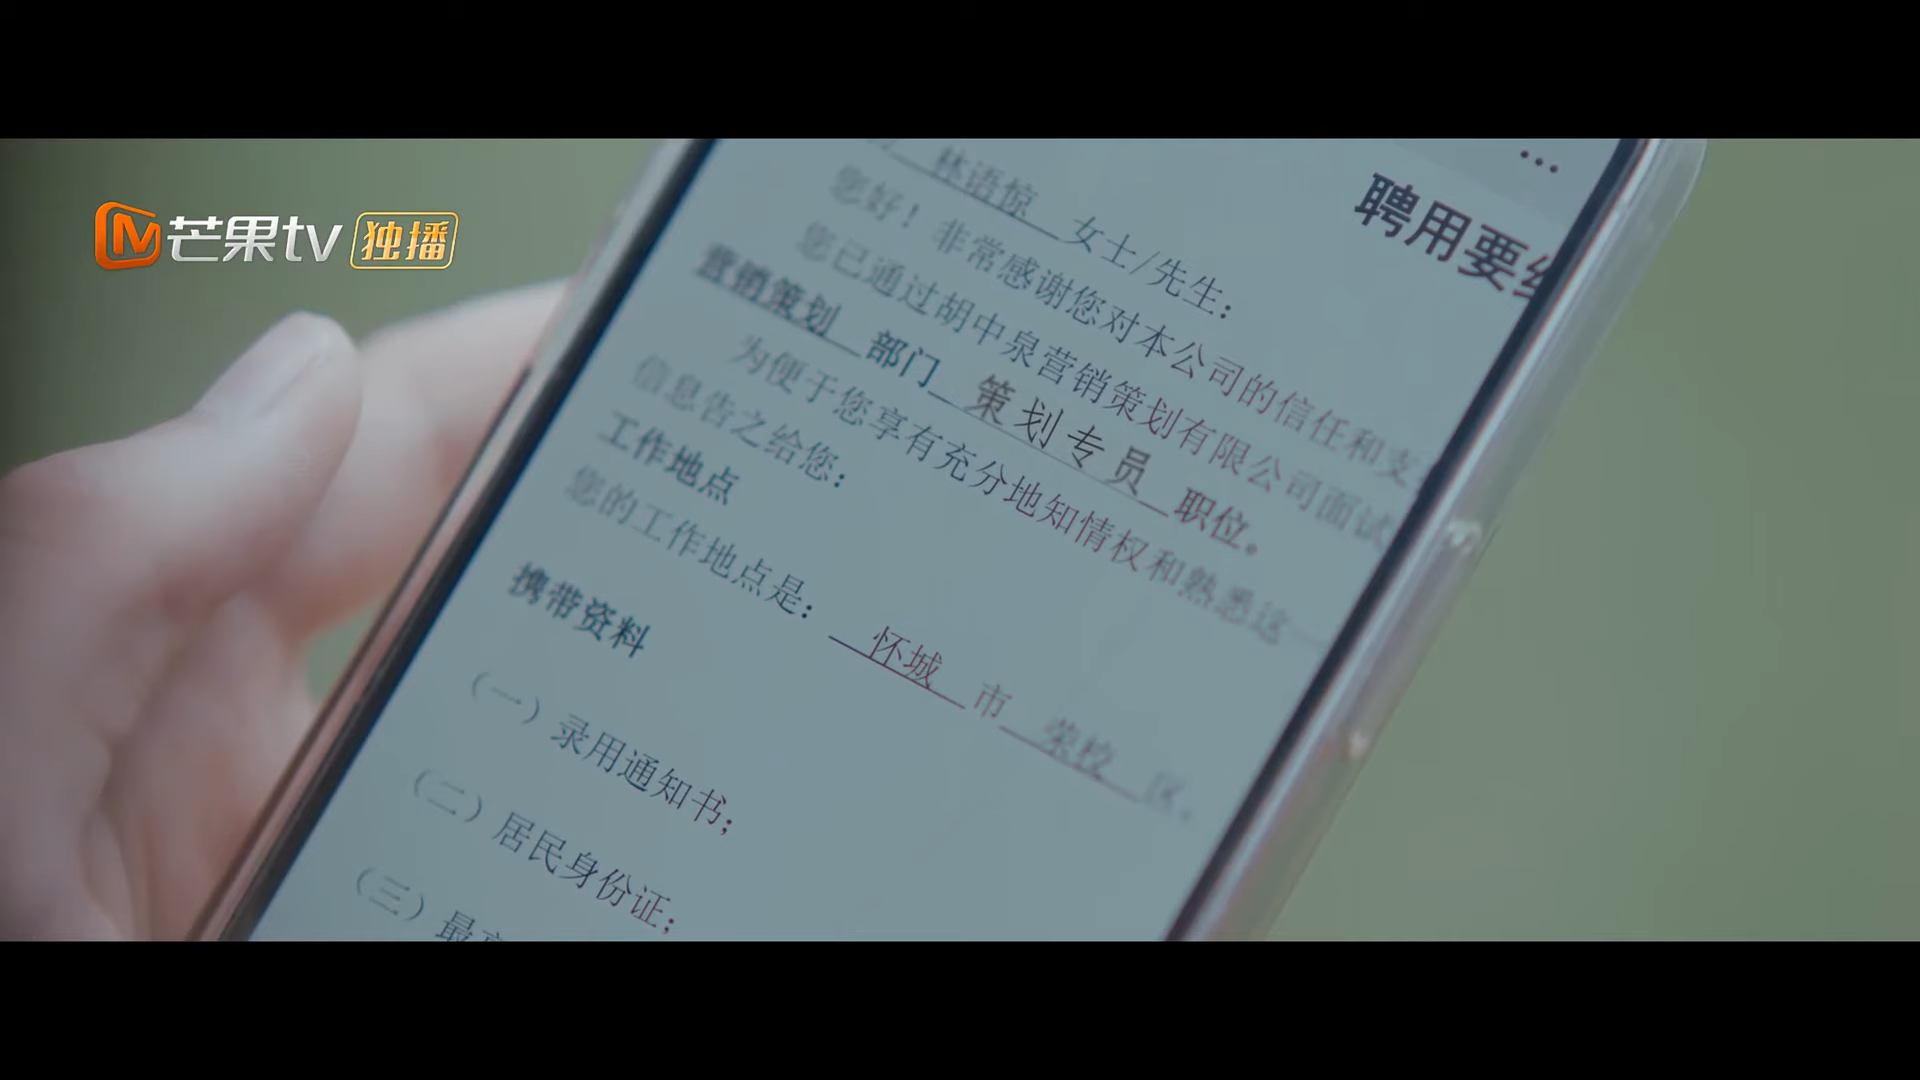 芒果tv 独播
聘用要
林语惊 女士/先生：
您好！非常感谢您对本公司的信任和支
您已通过胡中泉营销策划有限公司面试
营销策划 部门 策划专员 职位。
为便于您享有充分地知情权和熟悉这一
信息告之给您：
工作地点
您的工作地点是： 怀城 市 荣校 区。
携带资料
（一）录用通知书；
（二）居民身份证；
（三）最